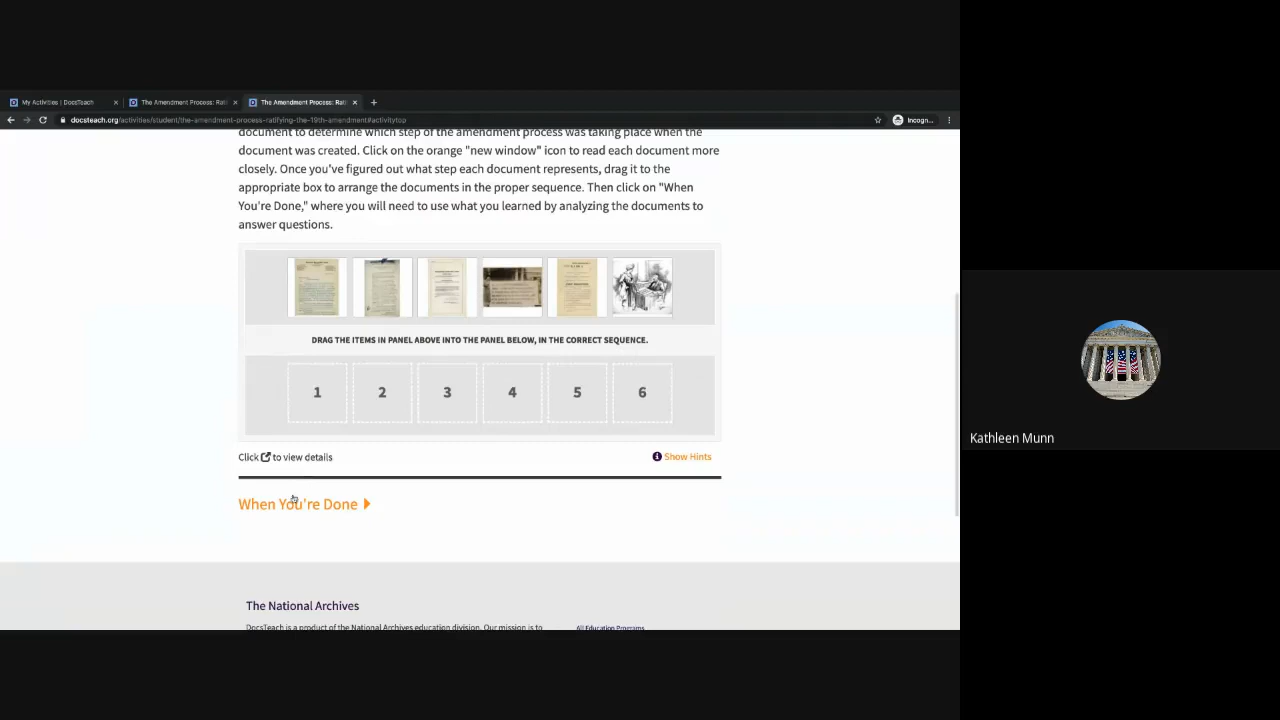 My Activities | DocsTeach
The Amendment Process: Rati
The Amendment Process: Rati
docsteach.org/activities/student/the-amendment-process-ratifying-the-19th-amendment#activitytop
Incogn...
document to determine which step of the amendment process was taking place when the
document was created. Click on the orange "new window" icon to read each document more
closely. Once you've figured out what step each document represents, drag it to the
appropriate box to arrange the documents in the proper sequence. Then click on "When
You're Done," where you will need to use what you learned by analyzing the documents to
answer questions.
DRAG THE ITEMS IN PANEL ABOVE INTO THE PANEL BELOW, IN THE CORRECT SEQUENCE.
1 2 3 4 5 6
Click to view details
Show Hints
When You're Done
The National Archives
DocsTeach is a product of the National Archives education division. Our mission is to
All Education Programs
Kathleen Munn